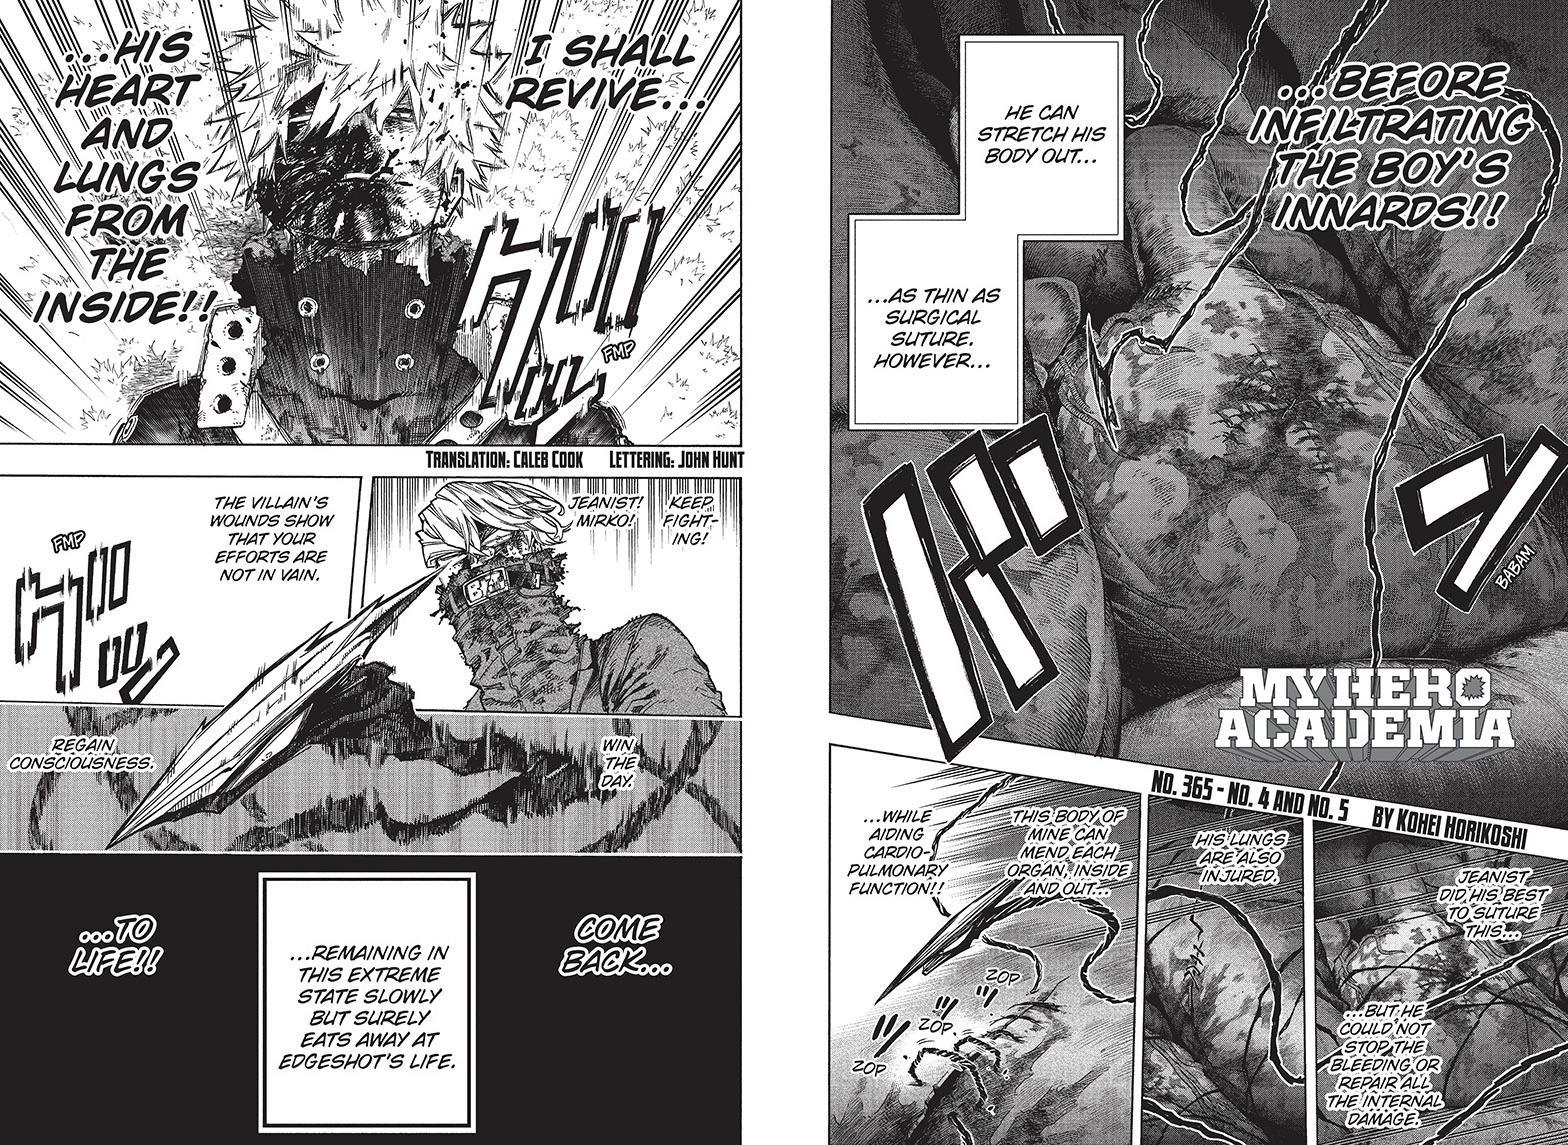 ...BEFORE
INFILTRATING
THE BOY'S
INNARDS!!
HE CAN
STRETCH HIS
BODY OUT...
...AS THIN AS
SURGICAL
SUTURE.
HOWEVER...
バン
BABAM
MY HERO
ACADEMIA
NO. 365 - NO. 4 AND NO. 5 BY KOHEI HORIKOSHI
JEANIST
DID HIS BEST
TO SUTURE
THIS...
...BUT HE
COULD NOT
STOP THE
BLEEDING OR
REPAIR ALL
THE INTERNAL
DAMAGE.
HIS LUNGS
ARE ALSO
INJURED.
THIS BODY OF
MINE CAN
MEND EACH
ORGAN, INSIDE
AND OUT...
...WHILE
AIDING
CARDIO-
PULMONARY
FUNCTION!!
ZOP
ZOP
ZOP
I SHALL
REVIVE...
...HIS
HEART
AND
LUNGS
FROM
THE
INSIDE!!
FMP
TRANSLATION: CALEB COOK LETTERING: JOHN HUNT
KEEP
FIGHT-
ING!
JEANIST!
MIRKO!
THE VILLAIN'S
WOUNDS SHOW
THAT YOUR
EFFORTS ARE
NOT IN VAIN.
FMP
WIN
THE
DAY.
REGAIN
CONSCIOUSNESS.
COME
BACK...
...REMAINING IN
THIS EXTREME
STATE SLOWLY
BUT SURELY
EATS AWAY AT
EDGESHOT'S LIFE.
...TO
LIFE!!